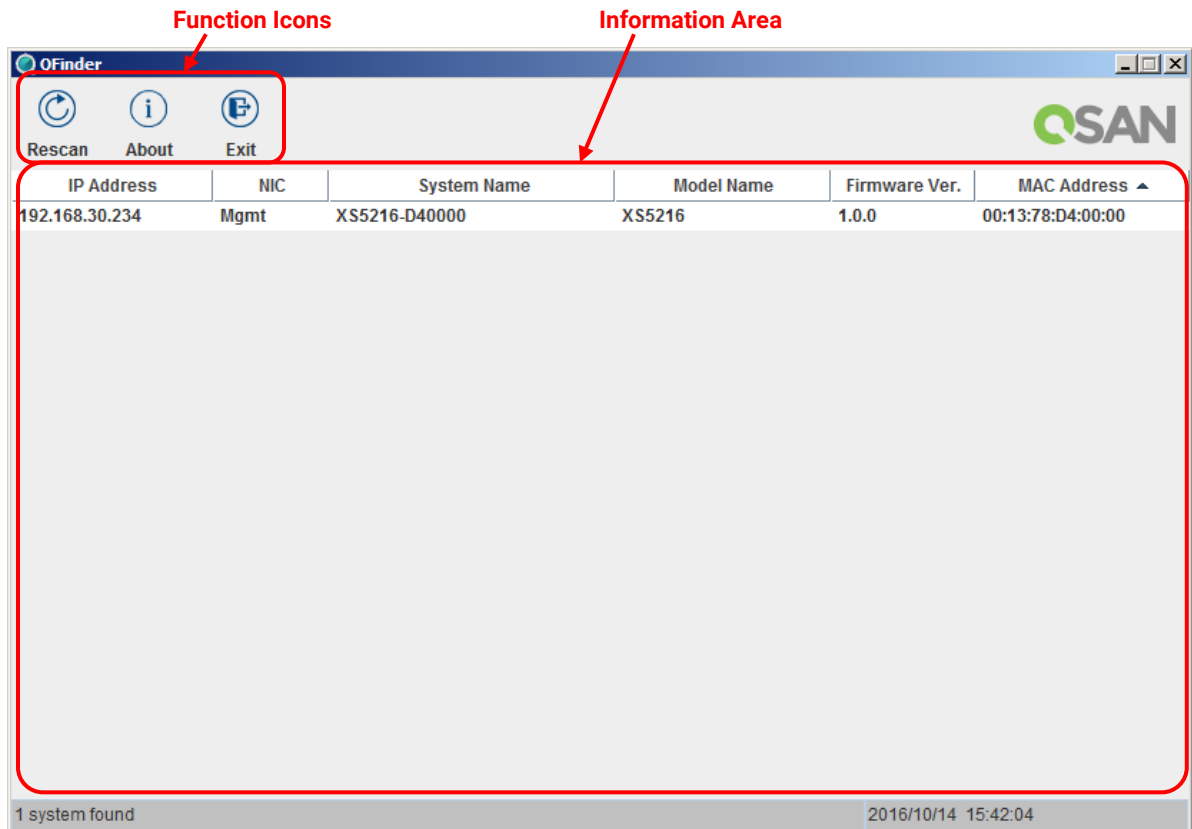 Function Icons Information Area
QFinder
QSAN
Rescan About Exit
IP Address NIC System Name Model Name Firmware Ver. MAC Address
192.168.30.234 Mgmt XS5216-D40000 XS5216 1.0.0 00:13:78:D4:00:00
1 system found 2016/10/14 15:42:04